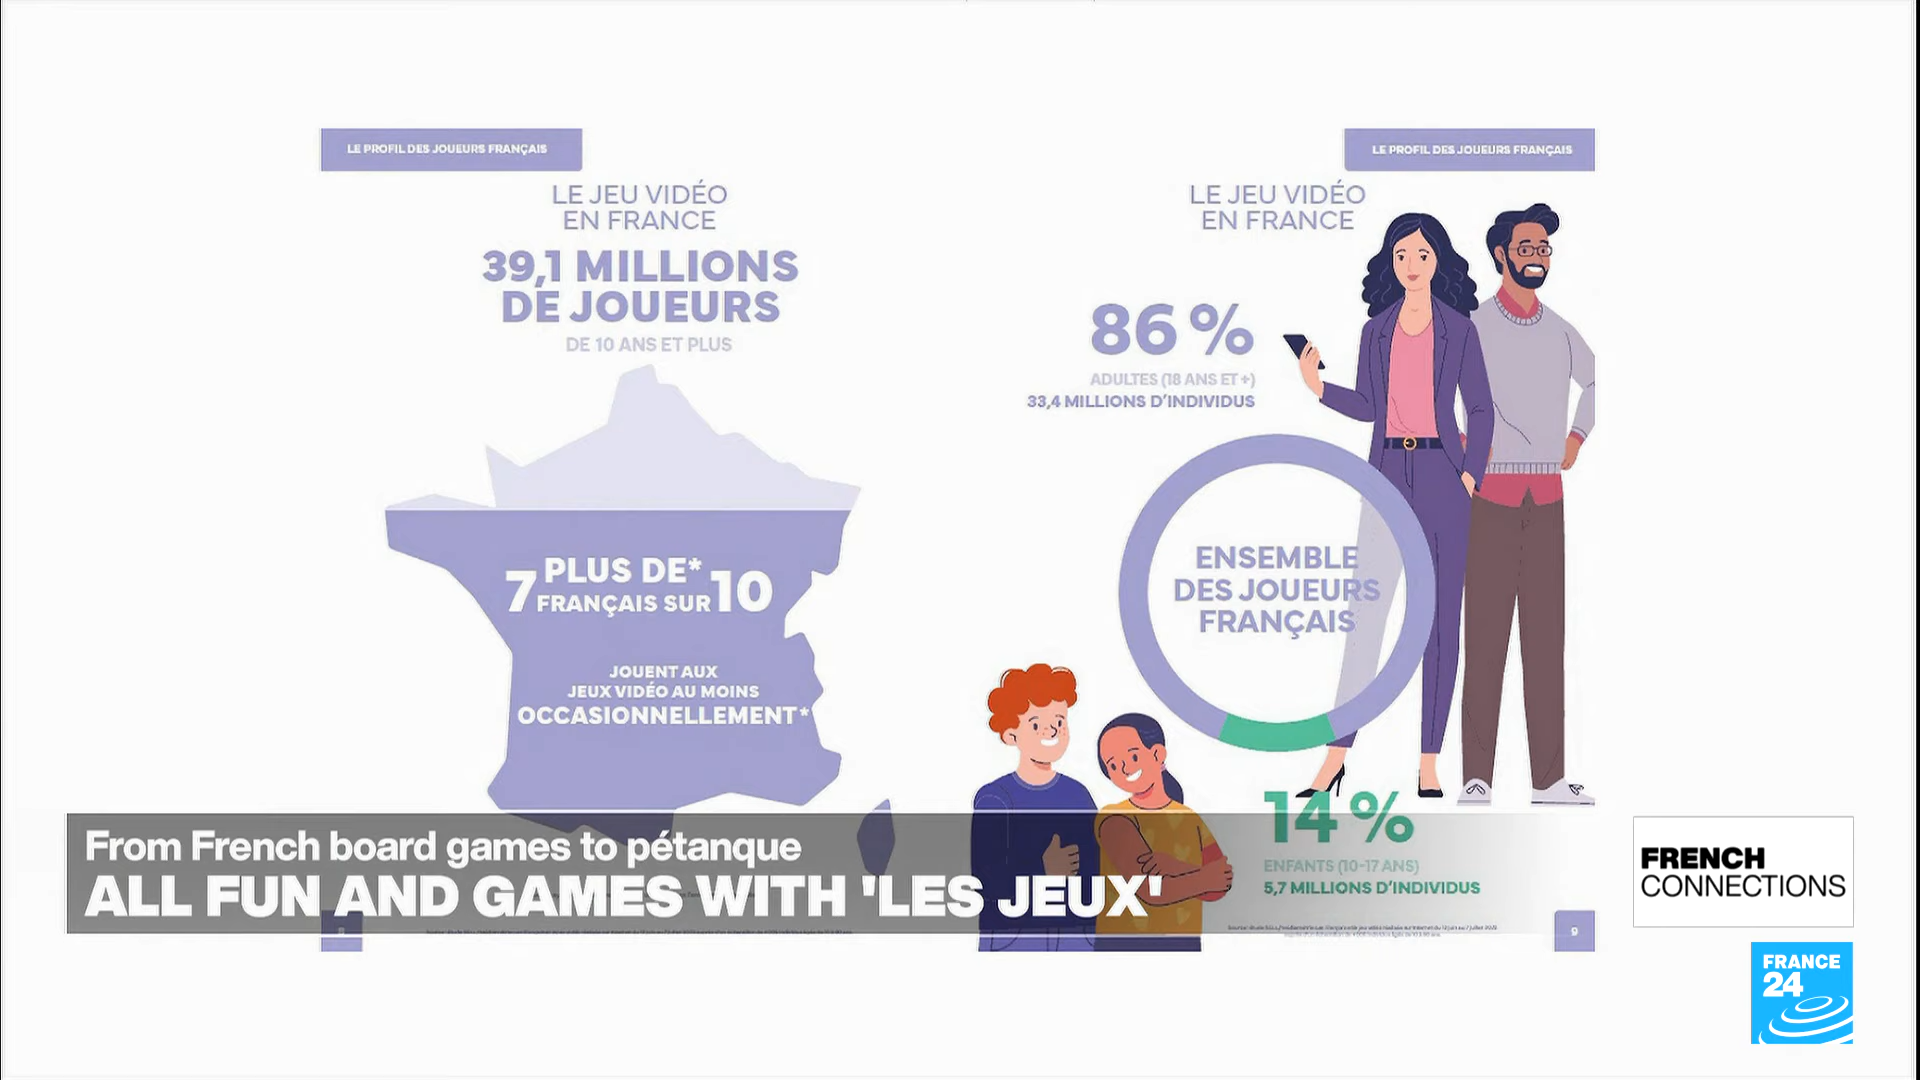 LE PROFIL DES JOUEURS FRANÇAIS
LE JEU VIDÉO
EN FRANCE
39,1 MILLIONS
DE JOUEURS
DE 10 ANS ET PLUS
PLUS DE*
7 FRANÇAIS SUR 10
JOUENT AUX
JEUX VIDÉO AU MOINS
OCCASIONNELLEMENT*
LE PROFIL DES JOUEURS FRANÇAIS
LE JEU VIDÉO
EN FRANCE
86 %
ADULTES (18 ANS ET +)
33,4 MILLIONS D'INDIVIDUS
ENSEMBLE
DES JOUEURS
FRANÇAIS
14 %
ENFANTS (10-17 ANS)
5,7 MILLIONS D'INDIVIDUS
9
From French board games to pétanque
ALL FUN AND GAMES WITH 'LES JEUX'
FRENCH
CONNECTIONS
FRANCE
24